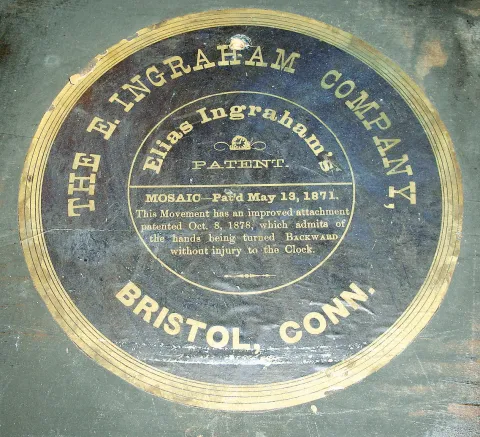 THE E. INGRAHAM COMPANY,
Elias Ingraham's
PATENT.
MOSAIC—Pat'd May 13, 1871.
This Movement has an improved attachment
patented Oct. 8, 1878, which admits of
the hands being turned BACKWARD
without injury to the Clock.
BRISTOL, CONN.